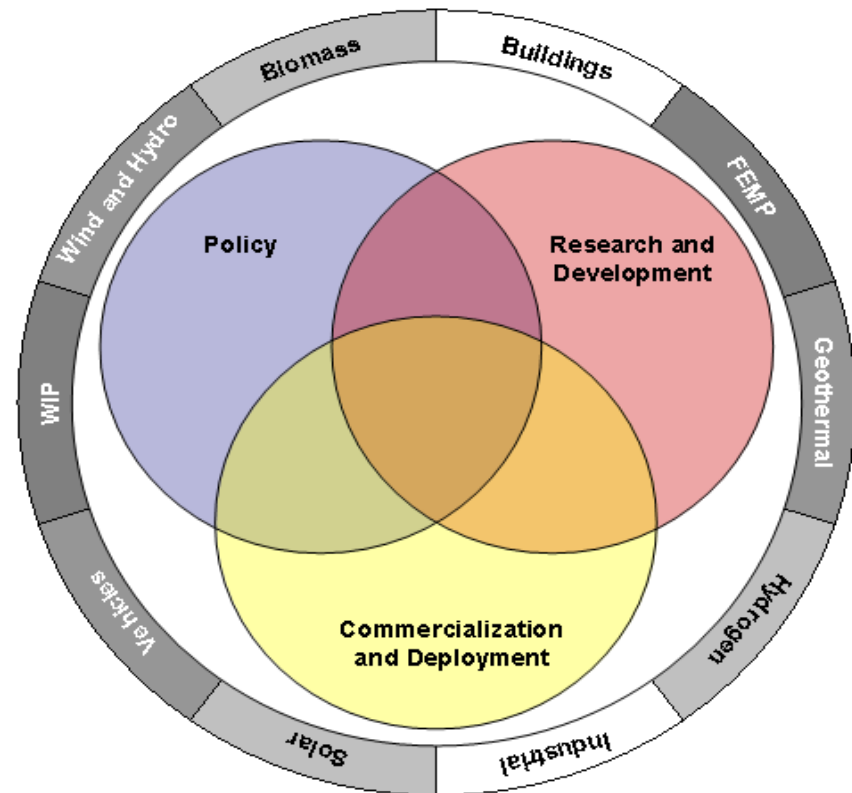 Biomass
Buildings
Wind and Hydro
FEMP
Policy
Research and
Development
WIP
Geothermal
Vehicles
Hydrogen
Commercialization
and Deployment
Solar
Industrial